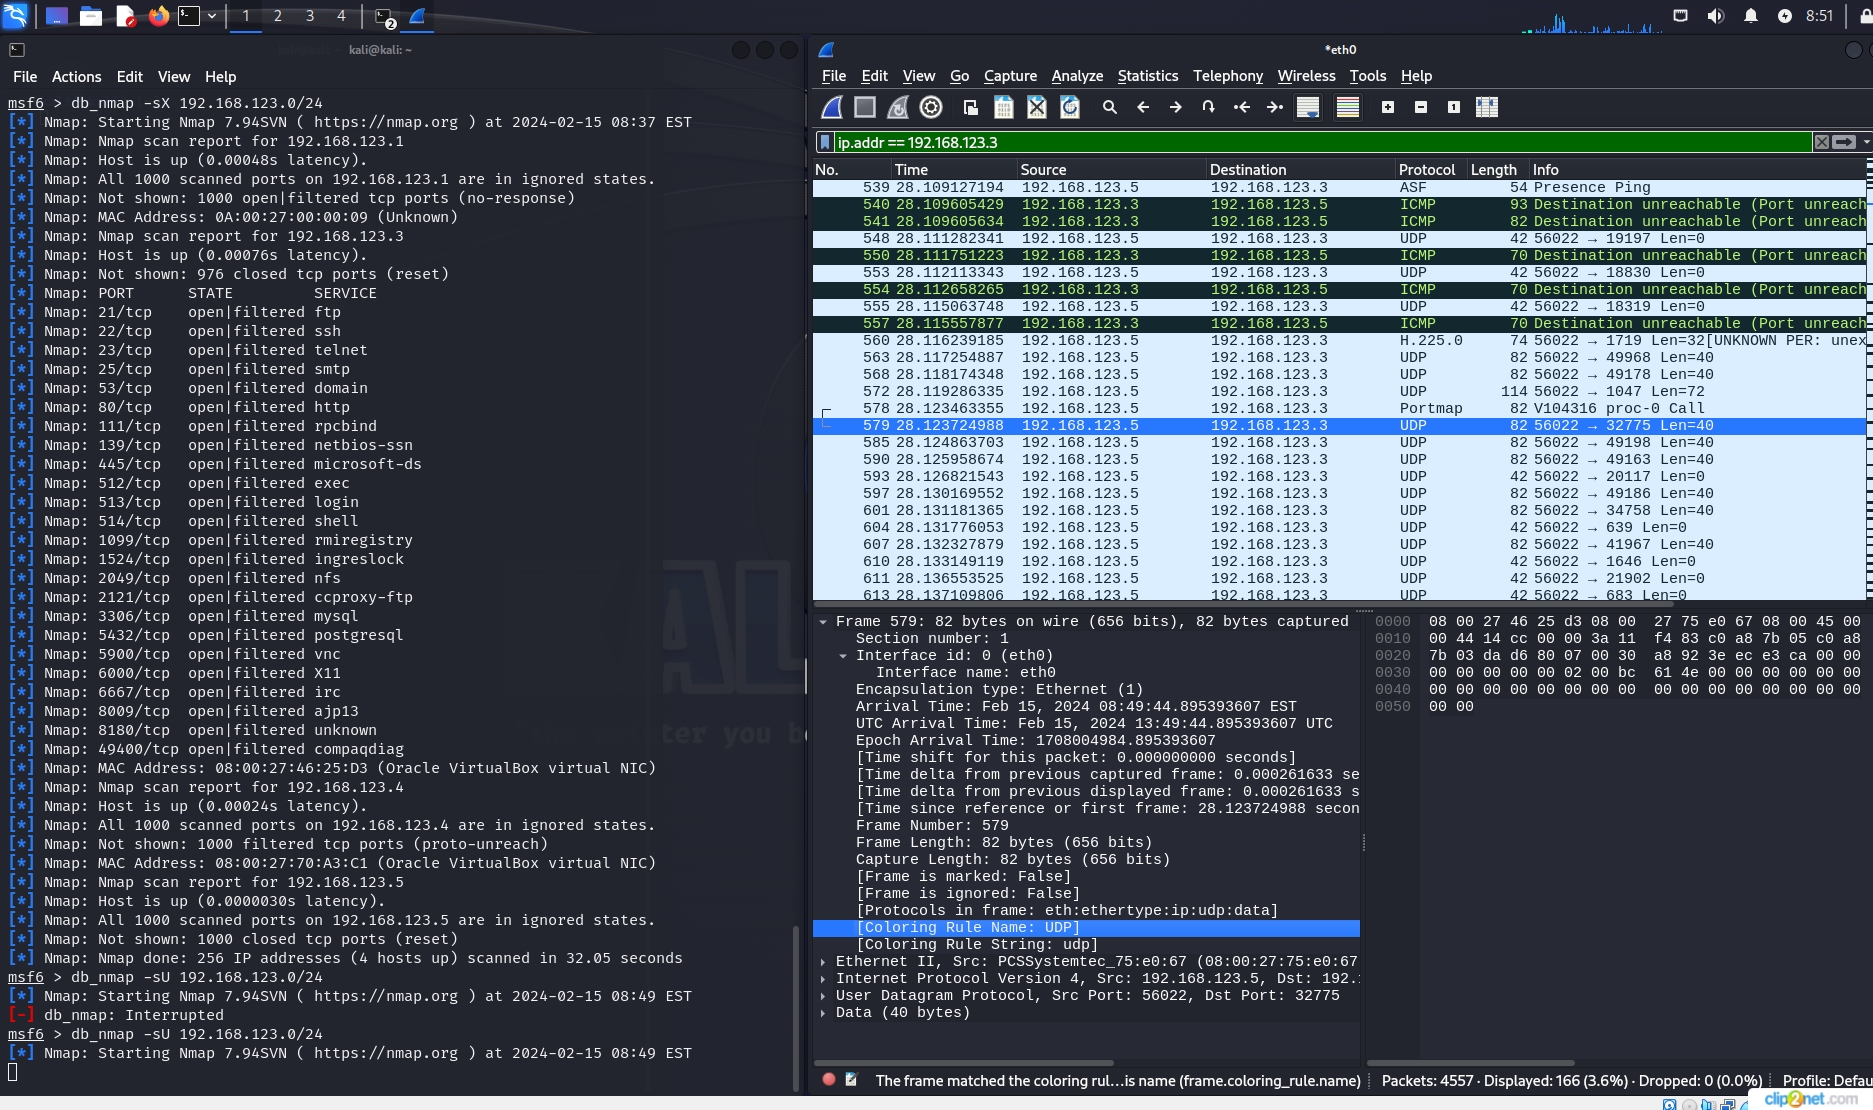 1 2 3 4 2 8:51
kali@kali: ~
File Actions Edit View Help
msf6 > db_nmap -sX 192.168.123.0/24
[*] Nmap: Starting Nmap 7.94SVN ( https://nmap.org ) at 2024-02-15 08:37 EST
[*] Nmap: Nmap scan report for 192.168.123.1
[*] Nmap: Host is up (0.00048s latency).
[*] Nmap: All 1000 scanned ports on 192.168.123.1 are in ignored states.
[*] Nmap: Not shown: 1000 open|filtered tcp ports (no-response)
[*] Nmap: MAC Address: 0A:00:27:00:00:09 (Unknown)
[*] Nmap: Nmap scan report for 192.168.123.3
[*] Nmap: Host is up (0.00076s latency).
[*] Nmap: Not shown: 976 closed tcp ports (reset)
[*] Nmap: PORT STATE SERVICE
[*] Nmap: 21/tcp open|filtered ftp
[*] Nmap: 22/tcp open|filtered ssh
[*] Nmap: 23/tcp open|filtered telnet
[*] Nmap: 25/tcp open|filtered smtp
[*] Nmap: 53/tcp open|filtered domain
[*] Nmap: 80/tcp open|filtered http
[*] Nmap: 111/tcp open|filtered rpcbind
[*] Nmap: 139/tcp open|filtered netbios-ssn
[*] Nmap: 445/tcp open|filtered microsoft-ds
[*] Nmap: 512/tcp open|filtered exec
[*] Nmap: 513/tcp open|filtered login
[*] Nmap: 514/tcp open|filtered shell
[*] Nmap: 1099/tcp open|filtered rmiregistry
[*] Nmap: 1524/tcp open|filtered ingreslock
[*] Nmap: 2049/tcp open|filtered nfs
[*] Nmap: 2121/tcp open|filtered ccproxy-ftp
[*] Nmap: 3306/tcp open|filtered mysql
[*] Nmap: 5432/tcp open|filtered postgresql
[*] Nmap: 5900/tcp open|filtered vnc
[*] Nmap: 6000/tcp open|filtered X11
[*] Nmap: 6667/tcp open|filtered irc
[*] Nmap: 8009/tcp open|filtered ajp13
[*] Nmap: 8180/tcp open|filtered unknown
[*] Nmap: 49400/tcp open|filtered compaqdiag
[*] Nmap: MAC Address: 08:00:27:46:25:D3 (Oracle VirtualBox virtual NIC)
[*] Nmap: Nmap scan report for 192.168.123.4
[*] Nmap: Host is up (0.00024s latency).
[*] Nmap: All 1000 scanned ports on 192.168.123.4 are in ignored states.
[*] Nmap: Not shown: 1000 filtered tcp ports (proto-unreach)
[*] Nmap: MAC Address: 08:00:27:70:A3:C1 (Oracle VirtualBox virtual NIC)
[*] Nmap: Nmap scan report for 192.168.123.5
[*] Nmap: Host is up (0.0000030s latency).
[*] Nmap: All 1000 scanned ports on 192.168.123.5 are in ignored states.
[*] Nmap: Not shown: 1000 closed tcp ports (reset)
[*] Nmap: Nmap done: 256 IP addresses (4 hosts up) scanned in 32.05 seconds
msf6 > db_nmap -sU 192.168.123.0/24
[*] Nmap: Starting Nmap 7.94SVN ( https://nmap.org ) at 2024-02-15 08:49 EST
[-] db_nmap: Interrupted
msf6 > db_nmap -sU 192.168.123.0/24
[*] Nmap: Starting Nmap 7.94SVN ( https://nmap.org ) at 2024-02-15 08:49 EST
*eth0
File Edit View Go Capture Analyze Statistics Telephony Wireless Tools Help
ip.addr == 192.168.123.3
No. Time Source Destination Protocol Length Info
539 28.109127194 192.168.123.5 192.168.123.3 ASF 54 Presence Ping
540 28.109605429 192.168.123.3 192.168.123.5 ICMP 93 Destination unreachable (Port unreach
541 28.109605634 192.168.123.3 192.168.123.5 ICMP 82 Destination unreachable (Port unreach
548 28.111282341 192.168.123.5 192.168.123.3 UDP 42 56022 → 19197 Len=0
550 28.111751223 192.168.123.3 192.168.123.5 ICMP 70 Destination unreachable (Port unreach
553 28.112113343 192.168.123.5 192.168.123.3 UDP 42 56022 → 18830 Len=0
554 28.112658265 192.168.123.3 192.168.123.5 ICMP 70 Destination unreachable (Port unreach
555 28.115063748 192.168.123.5 192.168.123.3 UDP 42 56022 → 18319 Len=0
557 28.115557877 192.168.123.3 192.168.123.5 ICMP 70 Destination unreachable (Port unreach
560 28.116239185 192.168.123.5 192.168.123.3 H.225.0 74 56022 → 1719 Len=32[UNKNOWN PER: unex
563 28.117254887 192.168.123.5 192.168.123.3 UDP 82 56022 → 49968 Len=40
568 28.118174348 192.168.123.5 192.168.123.3 UDP 82 56022 → 49178 Len=40
572 28.119286335 192.168.123.5 192.168.123.3 UDP 114 56022 → 1047 Len=72
578 28.123463355 192.168.123.5 192.168.123.3 Portmap 82 V104316 proc-0 Call
579 28.123724988 192.168.123.5 192.168.123.3 UDP 82 56022 → 32775 Len=40
585 28.124863703 192.168.123.5 192.168.123.3 UDP 82 56022 → 49198 Len=40
590 28.125958674 192.168.123.5 192.168.123.3 UDP 82 56022 → 49163 Len=40
593 28.126821543 192.168.123.5 192.168.123.3 UDP 42 56022 → 20117 Len=0
597 28.130169552 192.168.123.5 192.168.123.3 UDP 82 56022 → 49186 Len=40
601 28.131181365 192.168.123.5 192.168.123.3 UDP 82 56022 → 34758 Len=40
604 28.131776053 192.168.123.5 192.168.123.3 UDP 42 56022 → 639 Len=0
607 28.132327879 192.168.123.5 192.168.123.3 UDP 82 56022 → 41967 Len=40
610 28.133149119 192.168.123.5 192.168.123.3 UDP 42 56022 → 1646 Len=0
611 28.136553525 192.168.123.5 192.168.123.3 UDP 42 56022 → 21902 Len=0
613 28.137109806 192.168.123.5 192.168.123.3 UDP 42 56022 → 683 Len=0
Frame 579: 82 bytes on wire (656 bits), 82 bytes captured
Section number: 1
Interface id: 0 (eth0)
Interface name: eth0
Encapsulation type: Ethernet (1)
Arrival Time: Feb 15, 2024 08:49:44.895393607 EST
UTC Arrival Time: Feb 15, 2024 13:49:44.895393607 UTC
Epoch Arrival Time: 1708004984.895393607
[Time shift for this packet: 0.000000000 seconds]
[Time delta from previous captured frame: 0.000261633 se
[Time delta from previous displayed frame: 0.000261633 s
[Time since reference or first frame: 28.123724988 secon
Frame Number: 579
Frame Length: 82 bytes (656 bits)
Capture Length: 82 bytes (656 bits)
[Frame is marked: False]
[Frame is ignored: False]
[Protocols in frame: eth:ethertype:ip:udp:data]
[Coloring Rule Name: UDP]
[Coloring Rule String: udp]
Ethernet II, Src: PCSSystemtec_75:e0:67 (08:00:27:75:e0:67
Internet Protocol Version 4, Src: 192.168.123.5, Dst: 192.1
User Datagram Protocol, Src Port: 56022, Dst Port: 32775
Data (40 bytes)
0000 08 00 27 46 25 d3 08 00 27 75 e0 67 08 00 45 00
0010 00 44 14 cc 00 00 3a 11 f4 83 c0 a8 7b 05 c0 a8
0020 7b 03 da d6 80 07 00 30 a8 92 3e ec e3 ca 00 00
0030 00 00 00 00 00 02 00 bc 61 4e 00 00 00 00 00 00
0040 00 00 00 00 00 00 00 00 00 00 00 00 00 00 00 00
0050 00 00
The frame matched the coloring rul…is name (frame.coloring_rule.name) Packets: 4557 · Displayed: 166 (3.6%) · Dropped: 0 (0.0%) Profile: Defau
clip2net.com